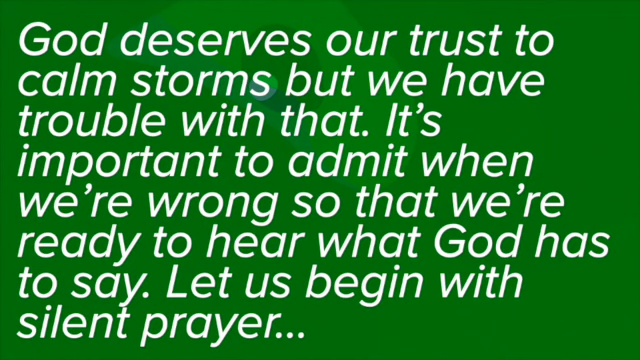 God deserves our trust to
calm storms but we have
trouble with that. It’s
important to admit when
we’re wrong so that we’re
ready to hear what God has
to say. Let us begin with
silent prayer...